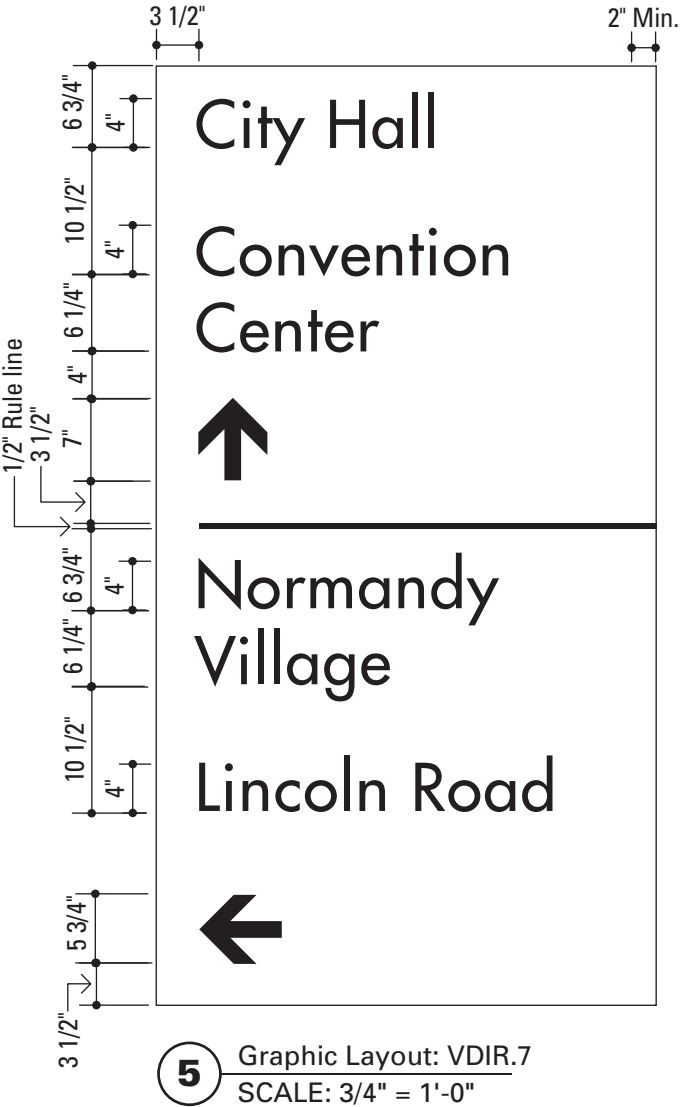 3 1/2"
2" Min.
6 3/4"
4"
City Hall
10 1/2"
4"
Convention
6 1/4"
Center
4"
1/2" Rule line
3 1/2"
7"
6 3/4"
4"
Normandy
6 1/4"
Village
10 1/2"
4"
Lincoln Road
5 3/4"
3 1/2"
5
Graphic Layout: VDIR.7
SCALE: 3/4" = 1'-0"